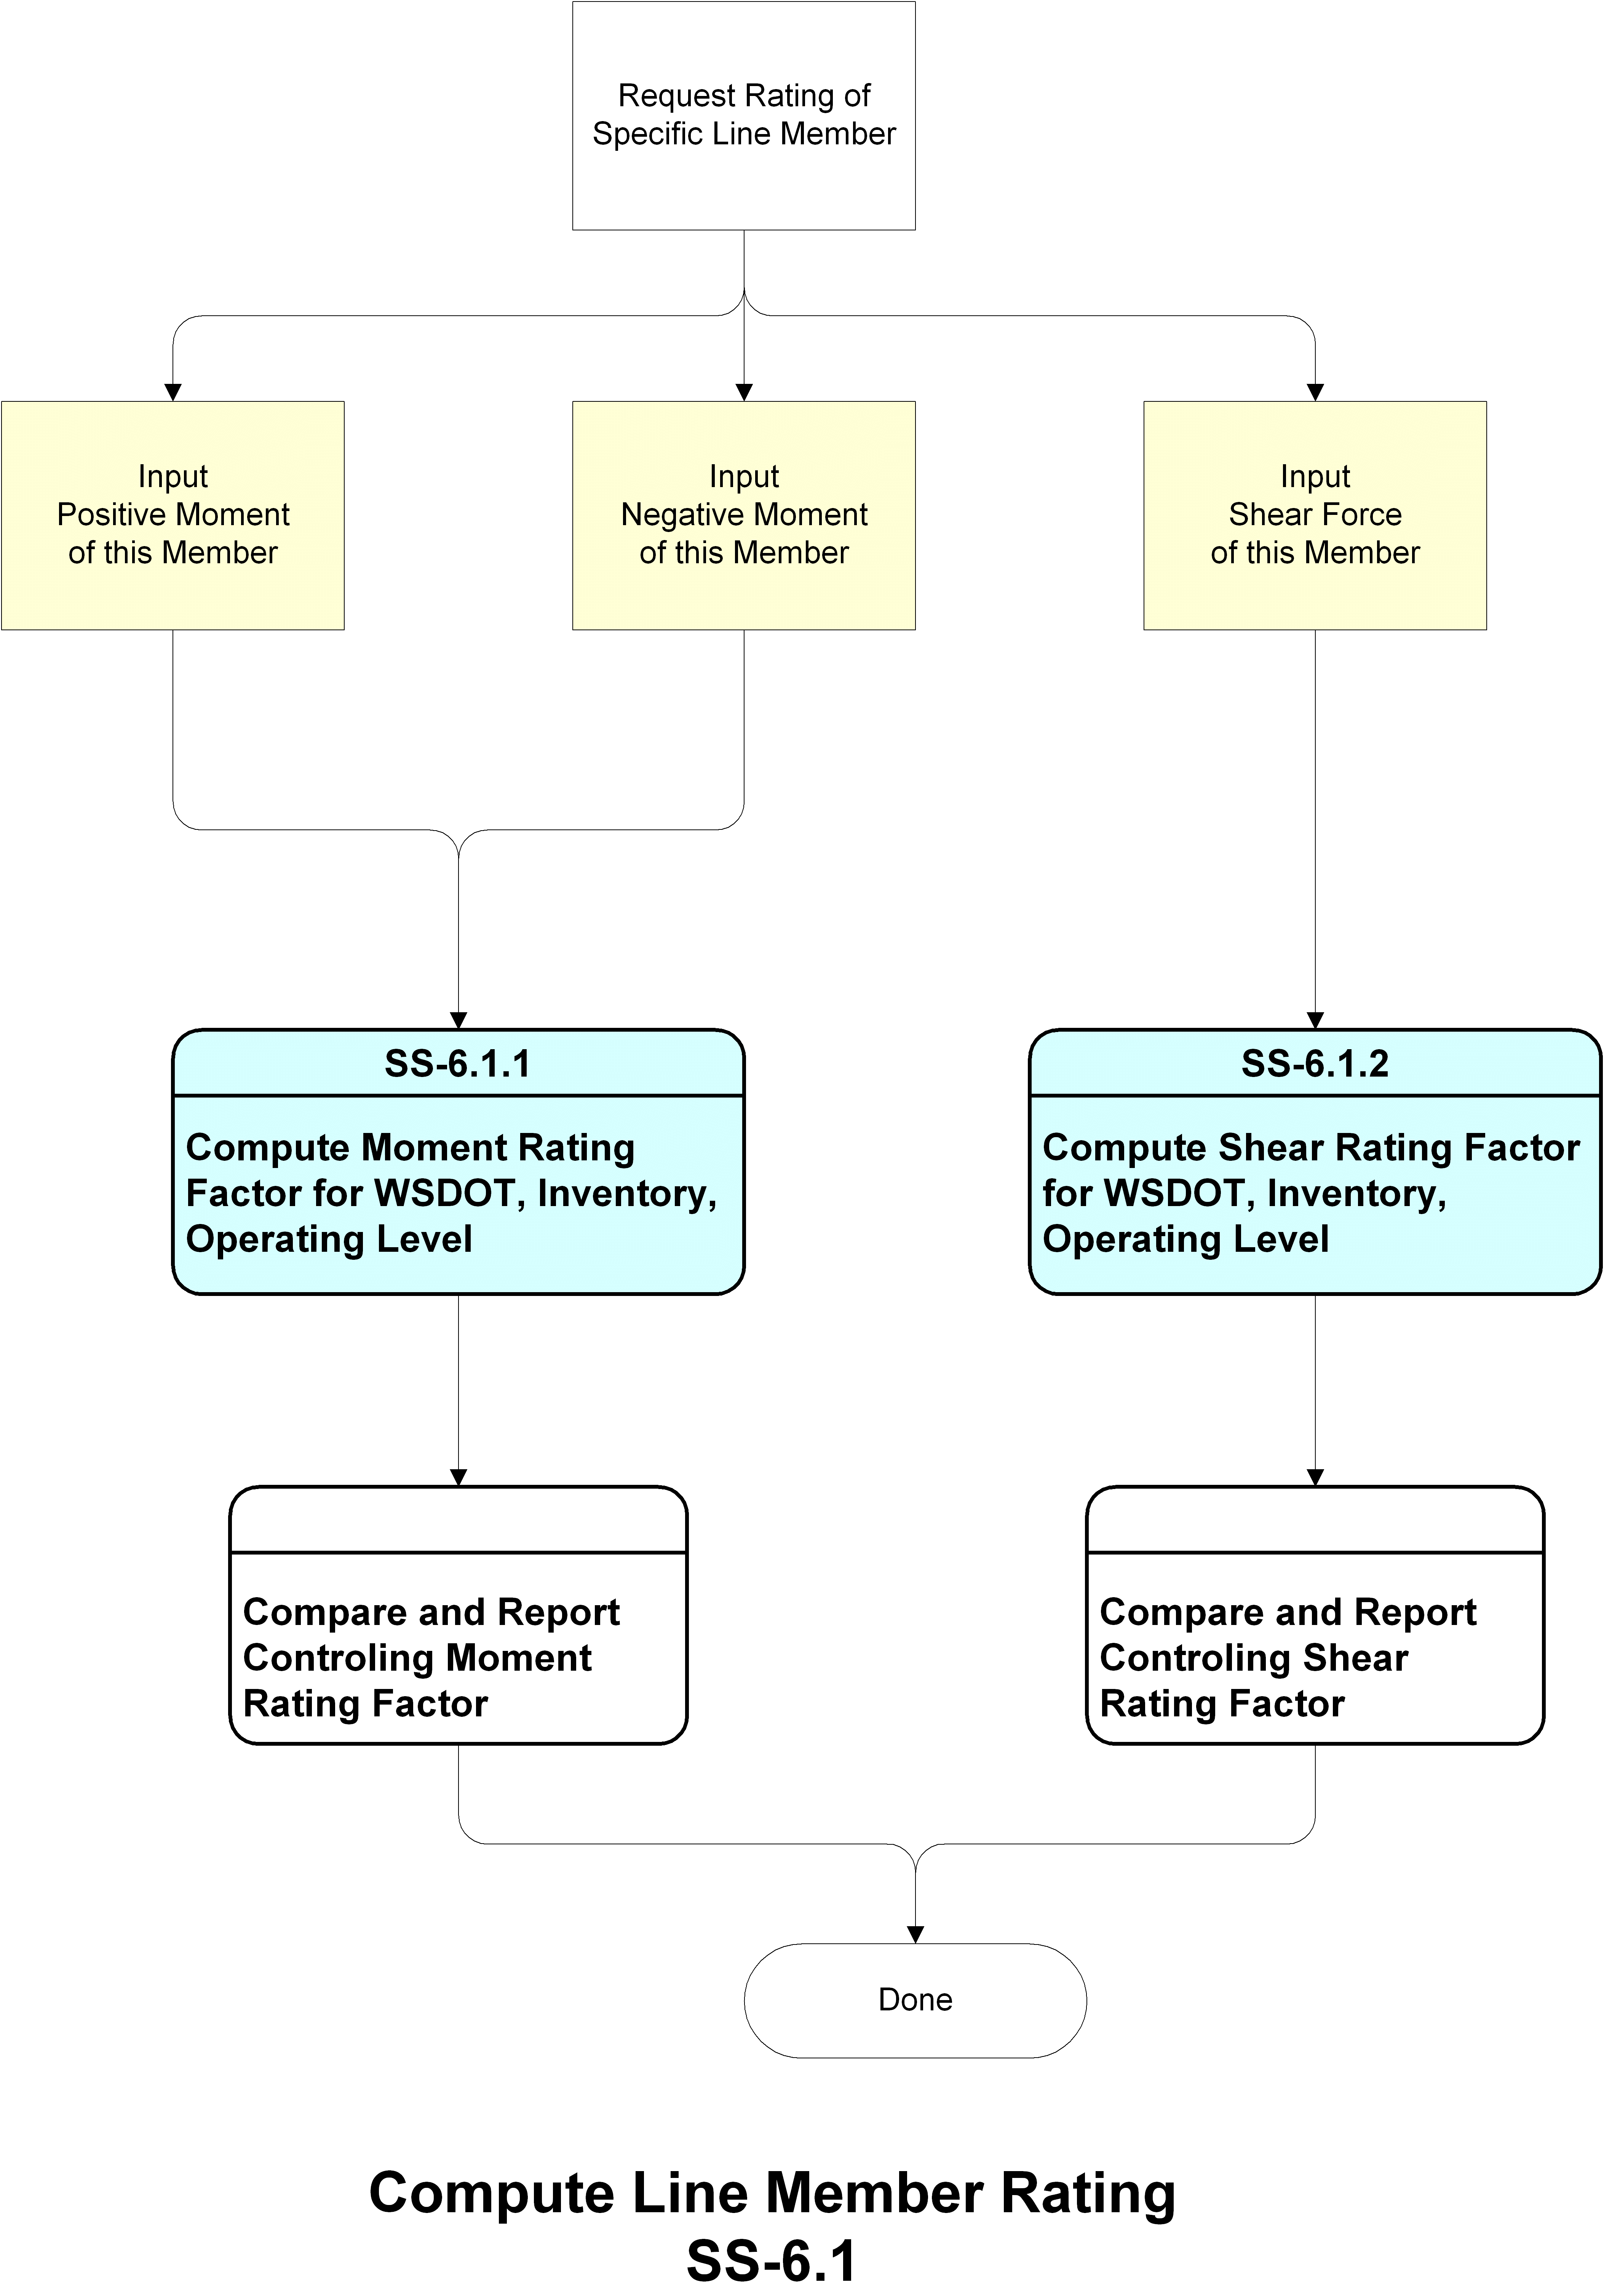 Request Rating of
Specific Line Member
Input
Positive Moment
of this Member
Input
Negative Moment
of this Member
Input
Shear Force
of this Member
SS-6.1.1
Compute Moment Rating
Factor for WSDOT, Inventory,
Operating Level
SS-6.1.2
Compute Shear Rating Factor
for WSDOT, Inventory,
Operating Level
Compare and Report
Controling Moment
Rating Factor
Compare and Report
Controling Shear
Rating Factor
Done
Compute Line Member Rating
SS-6.1